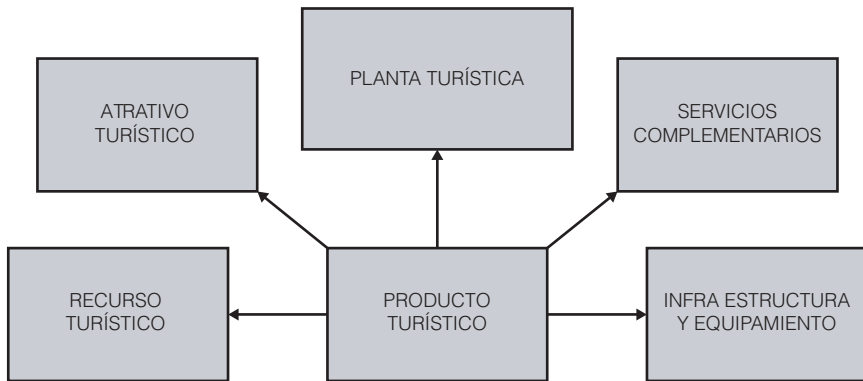 PLANTA TURÍSTICA
ATRATIVO
TURÍSTICO
SERVICIOS
COMPLEMENTARIOS
RECURSO
TURÍSTICO
PRODUCTO
TURÍSTICO
INFRA ESTRUCTURA
Y EQUIPAMIENTO